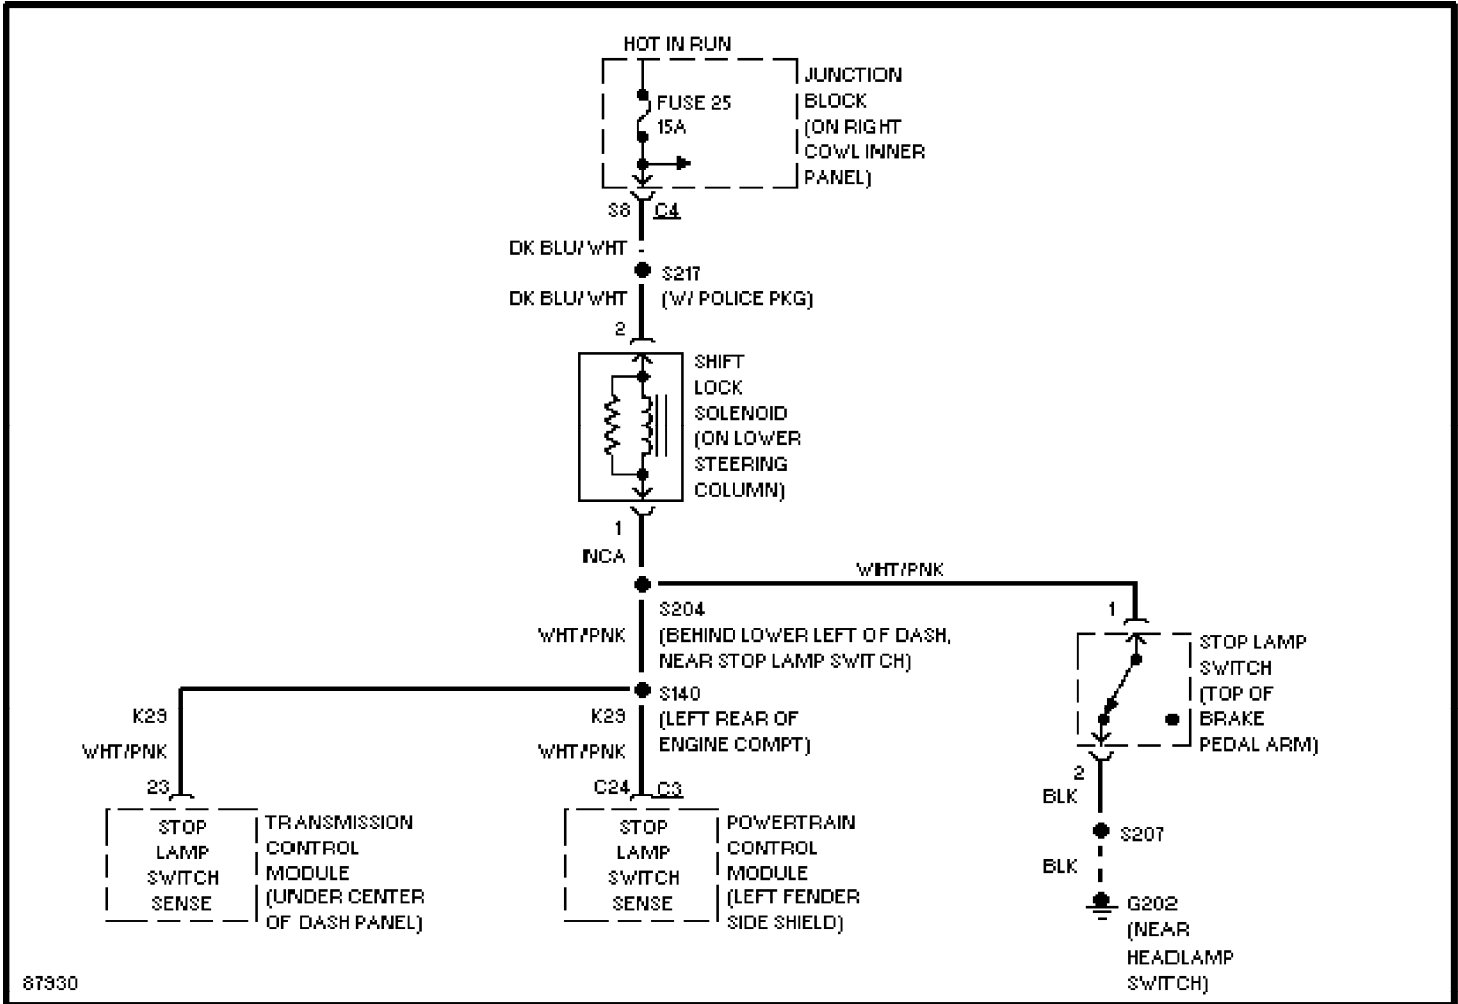 HOT IN RUN
JUNCTION
BLOCK
(ON RIGHT
COWL INNER
PANEL)
FUSE 25
15A
S8 C4
DK BLU/WHT
S217
DK BLU/WHT (W/ POLICE PKG)
2
SHIFT
LOCK
SOLENOID
(ON LOWER
STEERING
COLUMN)
1
NCA
WHT/PNK
S204
WHT/PNK (BEHIND LOWER LEFT OF DASH,
NEAR STOP LAMP SWITCH)
1
STOP LAMP
SWITCH
(TOP OF
BRAKE
PEDAL ARM)
S140
K29 K29 (LEFT REAR OF
WHT/PNK WHT/PNK ENGINE COMPT)
23 C24 C3
2
BLK
STOP
LAMP
SWITCH
SENSE
TRANSMISSION
CONTROL
MODULE
(UNDER CENTER
OF DASH PANEL)
STOP
LAMP
SWITCH
SENSE
POWERTRAIN
CONTROL
MODULE
(LEFT FENDER
SIDE SHIELD)
S207
BLK
G202
(NEAR
HEADLAMP
SWITCH)
87930